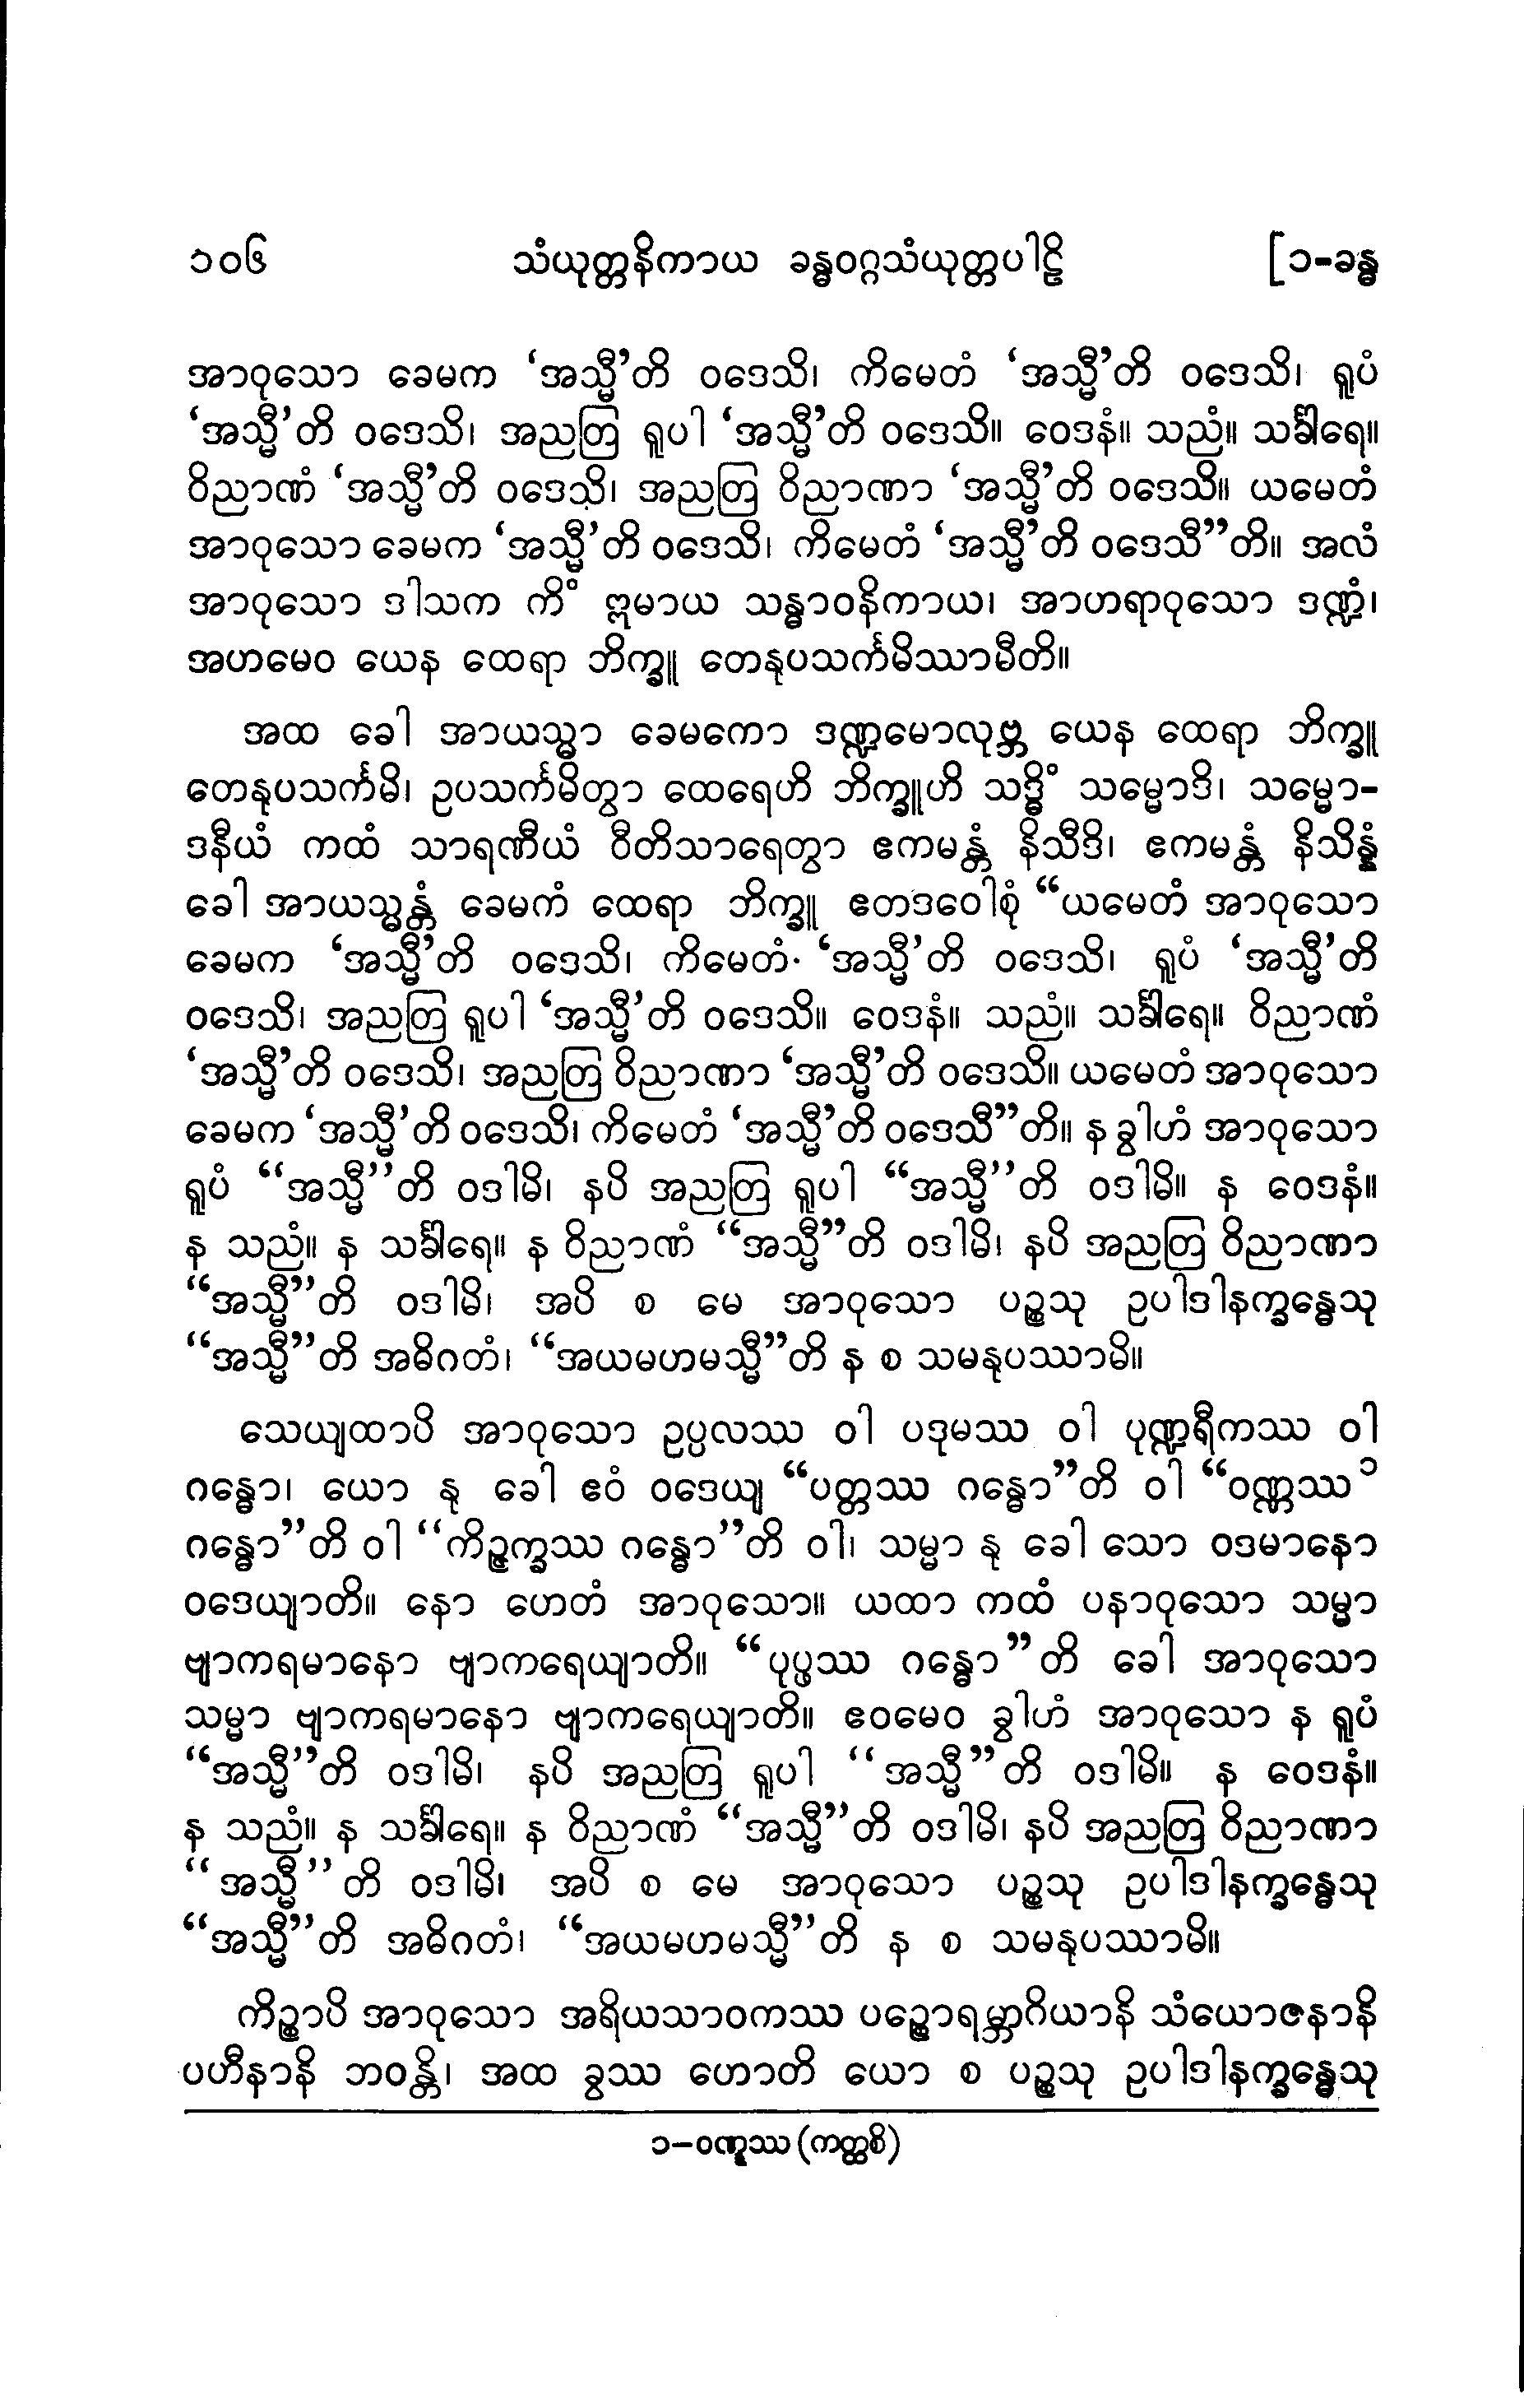 ၁၀၆ သံယုတ္တနိကာယ ခန္ဓဝဂ္ဂသံယုတ္တပါဠိ [၁-ခန္ဓ
အာဝုသော ခေမက ‘အသ္မီ’တိ ဝဒေသိ၊ ကိမေတံ ‘အသ္မီ’တိ ဝဒေသိ၊ ရူပံ
‘အသ္မီ’တိ ဝဒေသိ၊ အညတြ ရူပါ ‘အသ္မီ’တိ ဝဒေသိ။ ဝေဒနံ။ သညံ။ သင်္ခါရေ။
ဝိညာဏံ ‘အသ္မီ’တိ ဝဒေသိ၊ အညတြ ဝိညာဏာ ‘အသ္မီ’တိ ဝဒေသိ။ ယမေတံ
အာဝုသော ခေမက ‘အသ္မီ’တိ ဝဒေသိ၊ ကိမေတံ ‘အသ္မီ’တိ ဝဒေသီ”တိ။ အလံ
အာဝုသော ဒါသက ကိံ ဣမာယ သန္ဓာဝနိကာယ၊ အာဟရာဝုသော ဒဏ္ဍံ၊
အဟမေဝ ယေန ထေရာ ဘိက္ခူ တေနုပသင်္ကမိဿာမီတိ။
အထ ခေါ အာယသ္မာ ခေမကော ဒဏ္ဍမောလုဗ္ဘ ယေန ထေရာ ဘိက္ခူ
တေနုပသင်္ကမိ၊ ဥပသင်္ကမိတွာ ထေရေဟိ ဘိက္ခူဟိ သဒ္ဓိံ သမ္မောဒိ၊ သမ္မော-
ဒနီယံ ကထံ သာရဏီယံ ဝီတိသာရေတွာ ဧကမန္တံ နိသီဒိ၊ ဧကမန္တံ နိသိန္နံ
ခေါ အာယသ္မန္တံ ခေမကံ ထေရာ ဘိက္ခူ ဧတဒဝေါစုံ “ယမေတံ အာဝုသော
ခေမက ‘အသ္မီ’တိ ဝဒေသိ၊ ကိမေတံ ‘အသ္မီ’တိ ဝဒေသိ၊ ရူပံ ‘အသ္မီ’တိ
ဝဒေသိ၊ အညတြ ရူပါ ‘အသ္မီ’တိ ဝဒေသိ။ ဝေဒနံ။ သညံ။ သင်္ခါရေ။ ဝိညာဏံ
‘အသ္မီ’တိ ဝဒေသိ၊ အညတြ ဝိညာဏာ ‘အသ္မီ’တိ ဝဒေသိ။ ယမေတံ အာဝုသော
ခေမက ‘အသ္မီ’တိ ဝဒေသိ၊ ကိမေတံ ‘အသ္မီ’တိ ဝဒေသီ”တိ။ န ခွါဟံ အာဝုသော
ရူပံ “အသ္မီ”တိ ဝဒါမိ၊ နပိ အညတြ ရူပါ “အသ္မီ”တိ ဝဒါမိ။ န ဝေဒနံ။
န သညံ။ န သင်္ခါရေ။ န ဝိညာဏံ “အသ္မီ”တိ ဝဒါမိ၊ နပိ အညတြ ဝိညာဏာ
“အသ္မီ”တိ ဝဒါမိ၊ အပိ စ မေ အာဝုသော ပဉ္စသု ဥပါဒါနက္ခန္ဓေသု
“အသ္မီ”တိ အဓိဂတံ၊ “အယမဟမသ္မီ”တိ န စ သမနုပဿာမိ။
သေယျထာပိ အာဝုသော ဥပ္ပလဿ ဝါ ပဒုမဿ ဝါ ပုဏ္ဍရီကဿ ဝါ
ဂန္ဓော၊ ယော နု ခေါ ဧဝံ ဝဒေယျ “ပတ္တဿ ဂန္ဓော”တိ ဝါ “ဝဏ္ဏဿ ၁
ဂန္ဓော”တိ ဝါ “ကိဉ္ဇက္ခဿ ဂန္ဓော”တိ ဝါ၊ သမ္မာ နု ခေါ သော ဝဒမာနော
ဝဒေယျာတိ။ နော ဟေတံ အာဝုသော။ ယထာ ကထံ ပနာဝုသော သမ္မာ
ဗျာကရမာနော ဗျာကရေယျာတိ။ “ပုပ္ဖဿ ဂန္ဓော”တိ ခေါ အာဝုသော
သမ္မာ ဗျာကရမာနော ဗျာကရေယျာတိ။ ဧဝမေဝ ခွါဟံ အာဝုသော န ရူပံ
“အသ္မီ”တိ ဝဒါမိ၊ နပိ အညတြ ရူပါ “အသ္မီ”တိ ဝဒါမိ။ န ဝေဒနံ။
န သညံ။ န သင်္ခါရေ။ န ဝိညာဏံ “အသ္မီ”တိ ဝဒါမိ၊ နပိ အညတြ ဝိညာဏာ
“အသ္မီ”တိ ဝဒါမိ၊ အပိ စ မေ အာဝုသော ပဉ္စသု ဥပါဒါနက္ခန္ဓေသု
“အသ္မီ”တိ အဓိဂတံ၊ “အယမဟမသ္မီ”တိ န စ သမနုပဿာမိ။
ကိဉ္စာပိ အာဝုသော အရိယသာဝကဿ ပဉ္စောရမ္ဘာဂိယာနိ သံယောဇနာနိ
ပဟီနာနိ ဘဝန္တိ၊ အထ ခွဿ ဟောတိ ယော စ ပဉ္စသု ဥပါဒါနက္ခန္ဓေသု
၁-ဝဏ္ဋဿ (ကတ္ထစိ)